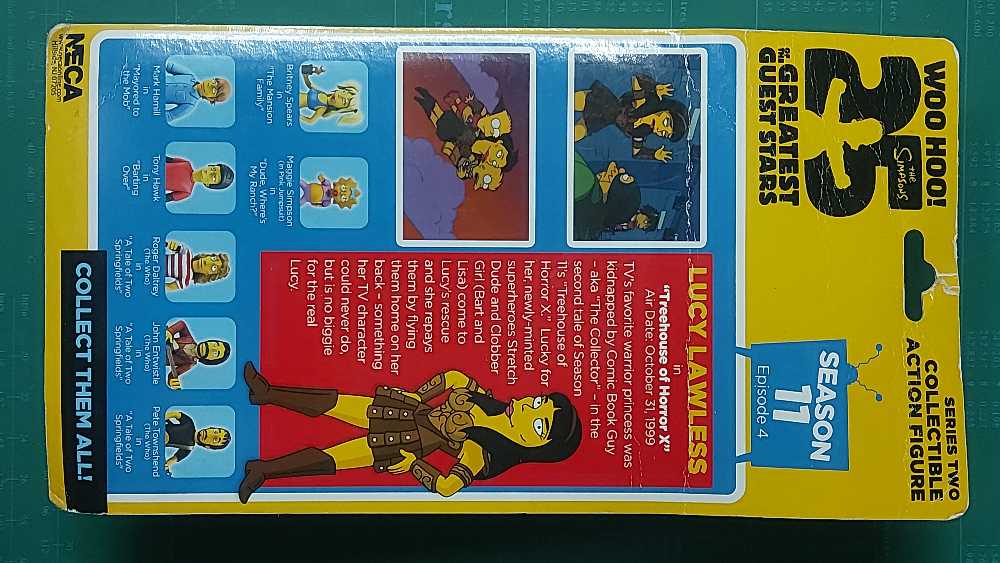 WOO HOO!
25
THE
SIMPSONS
OF THE GREATEST
GUEST STARS
SERIES TWO
COLLECTIBLE
ACTION FIGURE
SEASON
11
Episode 4
LUCY LAWLESS
in
"Treehouse of Horror X"
Air Date: October 31, 1999
TV's favorite warrior princess was
kidnapped by Comic Book Guy
– aka "The Collector" – in the
second tale of Season
11's "Treehouse of
Horror X." Lucky for
her, newly-minted
superheroes Stretch
Dude and Clobber
Girl (Bart and
Lisa) come to
Lucy's rescue
and she repays
them by flying
them home on her
back – something
her TV character
could never do,
but is no biggie
for the real
Lucy.
Britney Spears
in
"The Mansion
Family"
Maggie Simpson
(in Pink Jumpsuit)
in
"Dude, Where's
My Ranch?"
Mark Hamill
in
"Mayored to
the Mob"
Tony Hawk
in
"Barting
Over"
Roger Daltrey
(The Who)
in
"A Tale of Two
Springfields"
John Entwistle
(The Who)
in
"A Tale of Two
Springfields"
Pete Townshend
(The Who)
in
"A Tale of Two
Springfields"
NECA
www.necaonline.com
Hillside, NJ 07205
COLLECT THEM ALL!